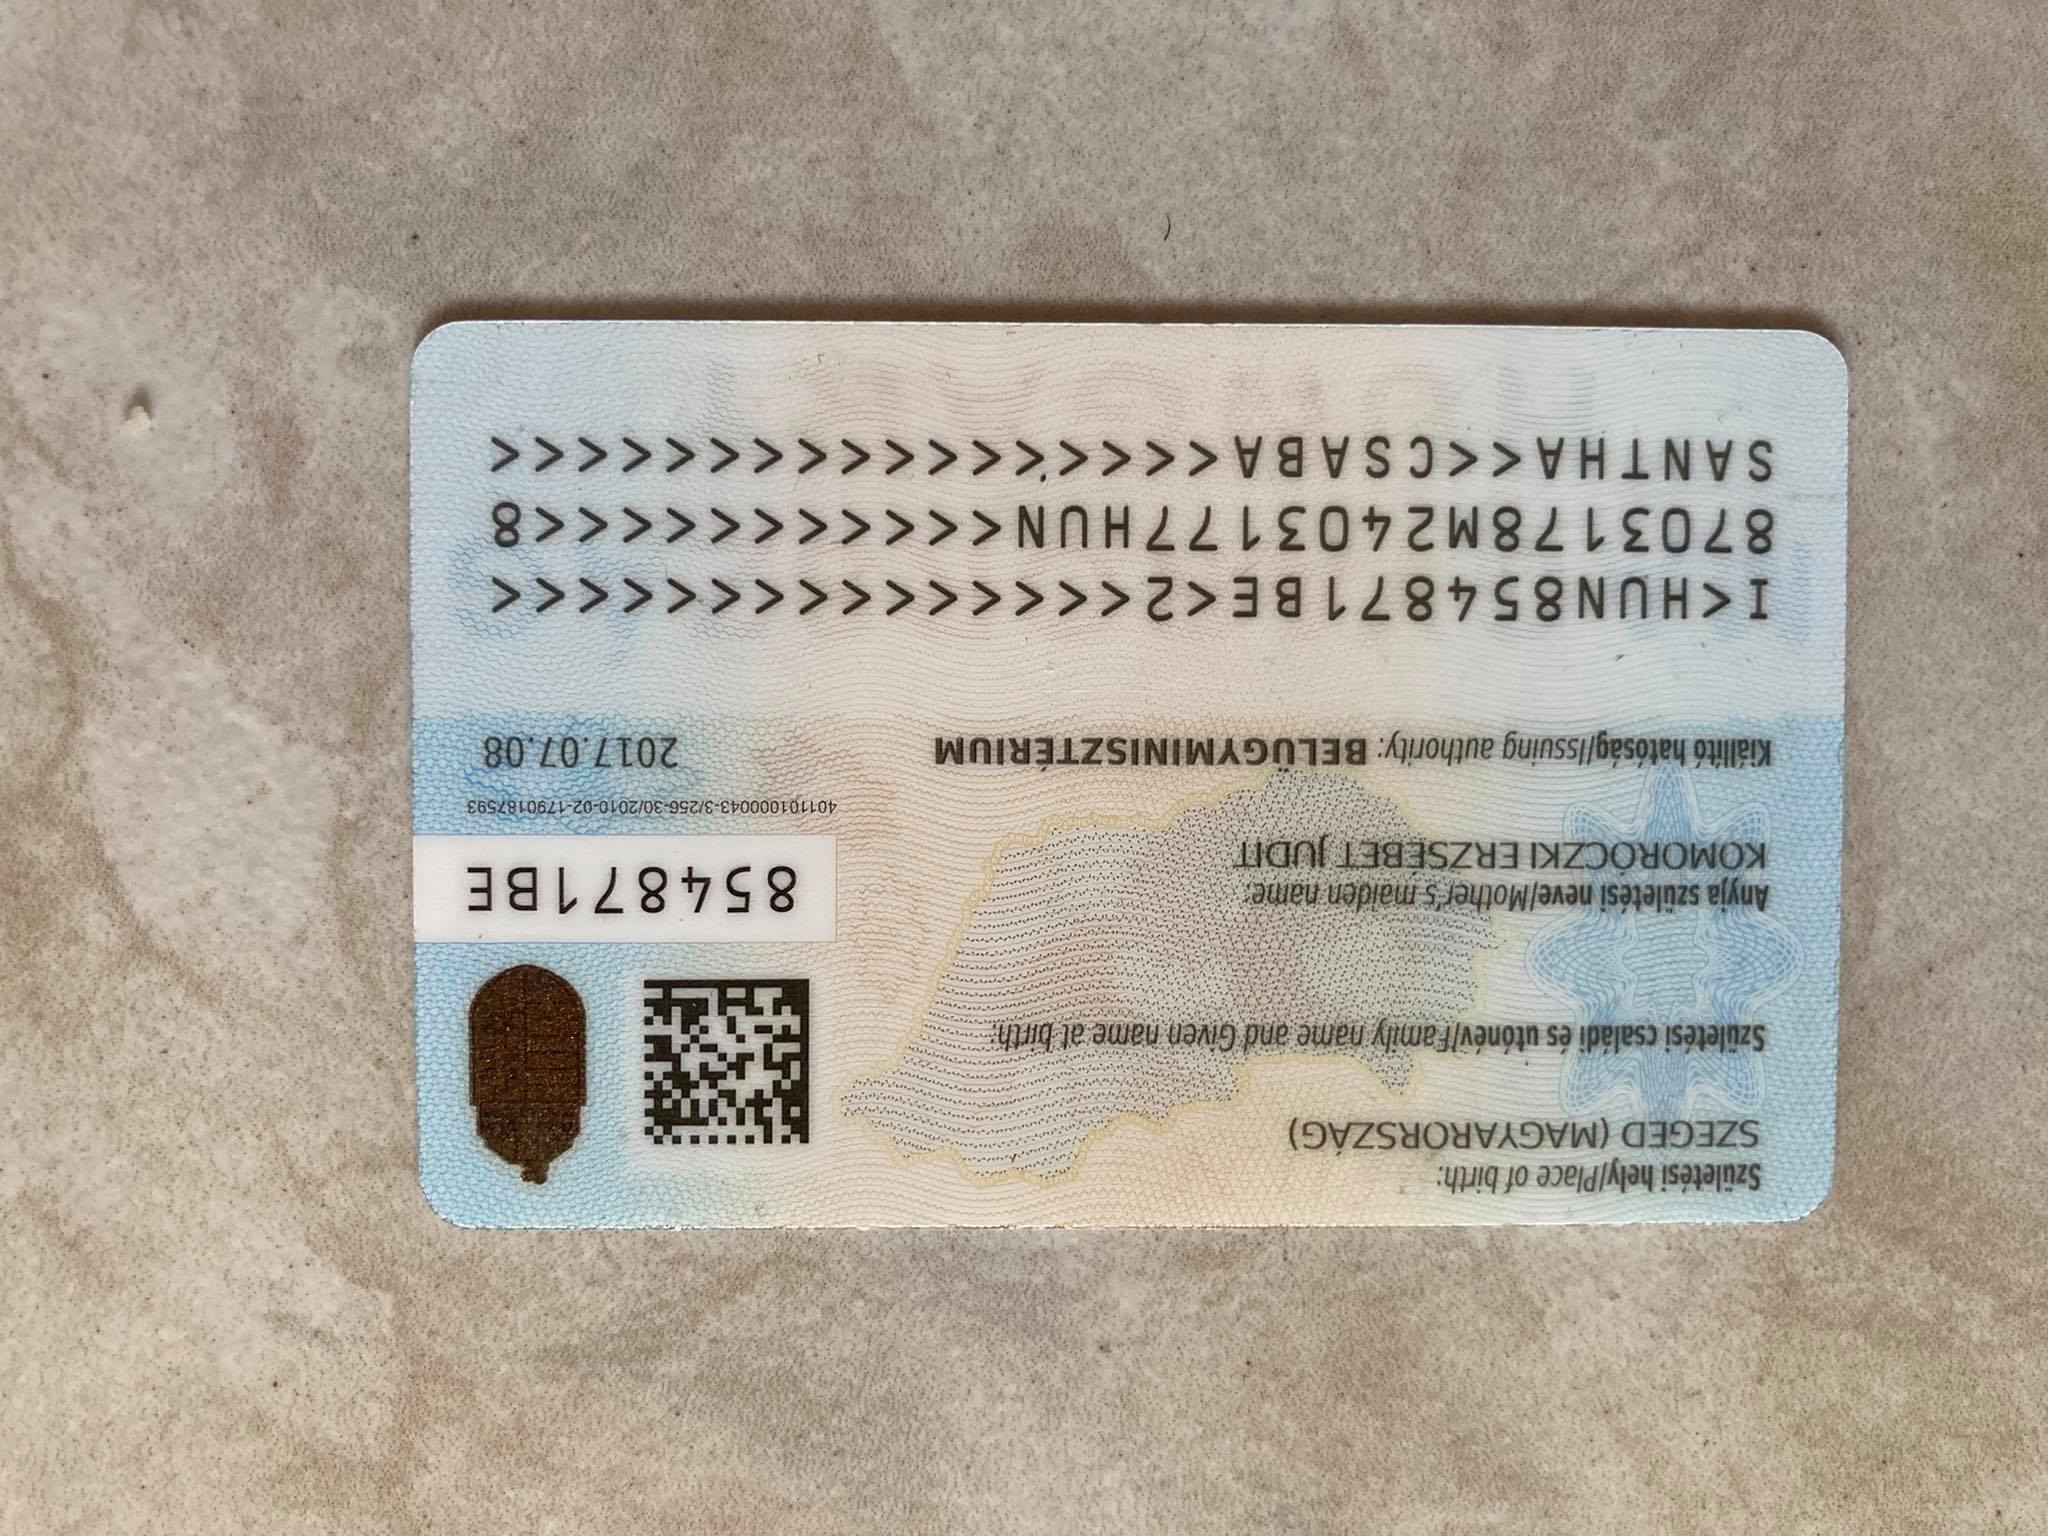 Születési hely/Place of birth:
SZEGED (MAGYARORSZÁG)
Születési családi és utónév/Family name and Given name at birth:
Anyja születési neve/Mother's maiden name:
KOMORÓCZKI ERZSÉBET JUDIT
854871BE
401101000043-3/256-30/2010-02-1790187593
Kiállító hatóság/Issuing authority: BELÜGYMINISZTÉRIUM
2017.07.08
I<HUN854871BE<2<<<<<<<<<<<<<<<
8703178M2403177HUN<<<<<<<<<<<8
SANTHA<<CSABA<<<<<<<<<<<<<<<<<